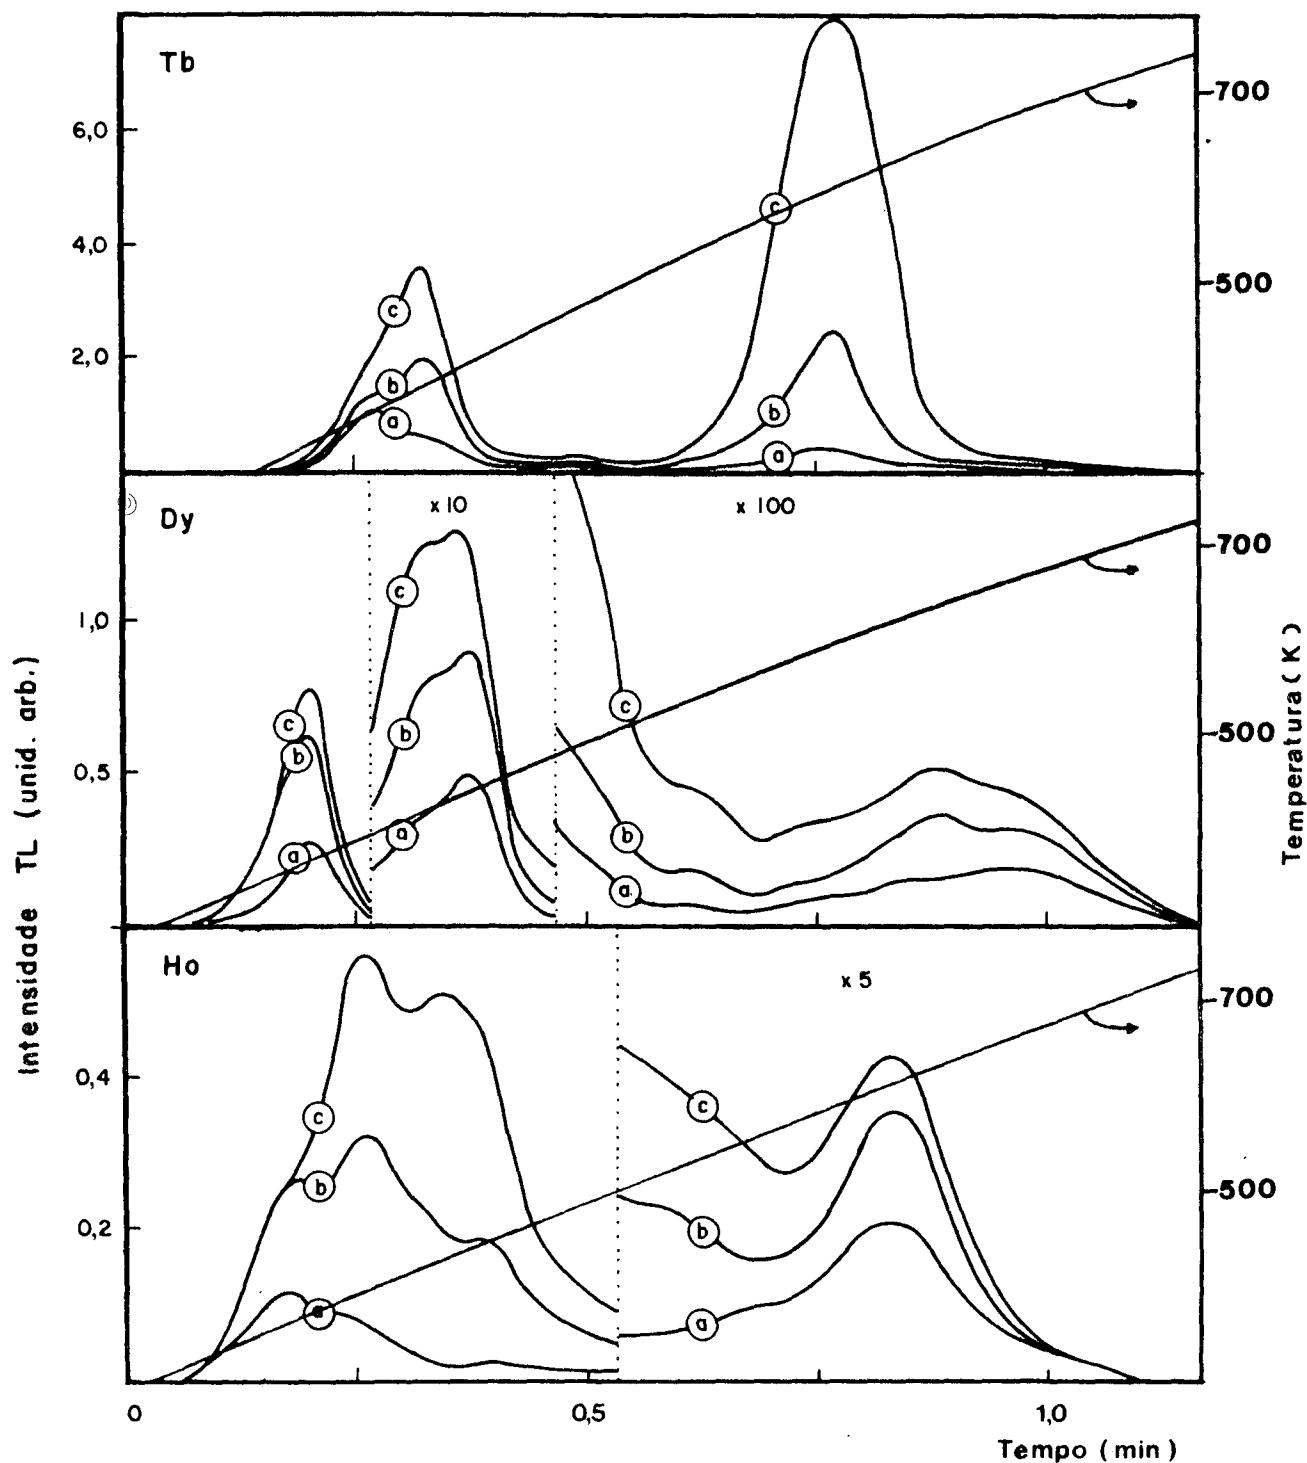 Tb
6,0
4,0
2,0
c
b
a
c
b
a
700
500
Dy
x 10
x 100
1,0
0,5
c
b
a
c
b
a
c
b
a
700
500
Ho
x 5
0,4
0,2
c
b
a
c
b
a
700
500
0
0,5
1,0
Tempo (min)
Intensidade TL (unid. arb.)
Temperatura (K)